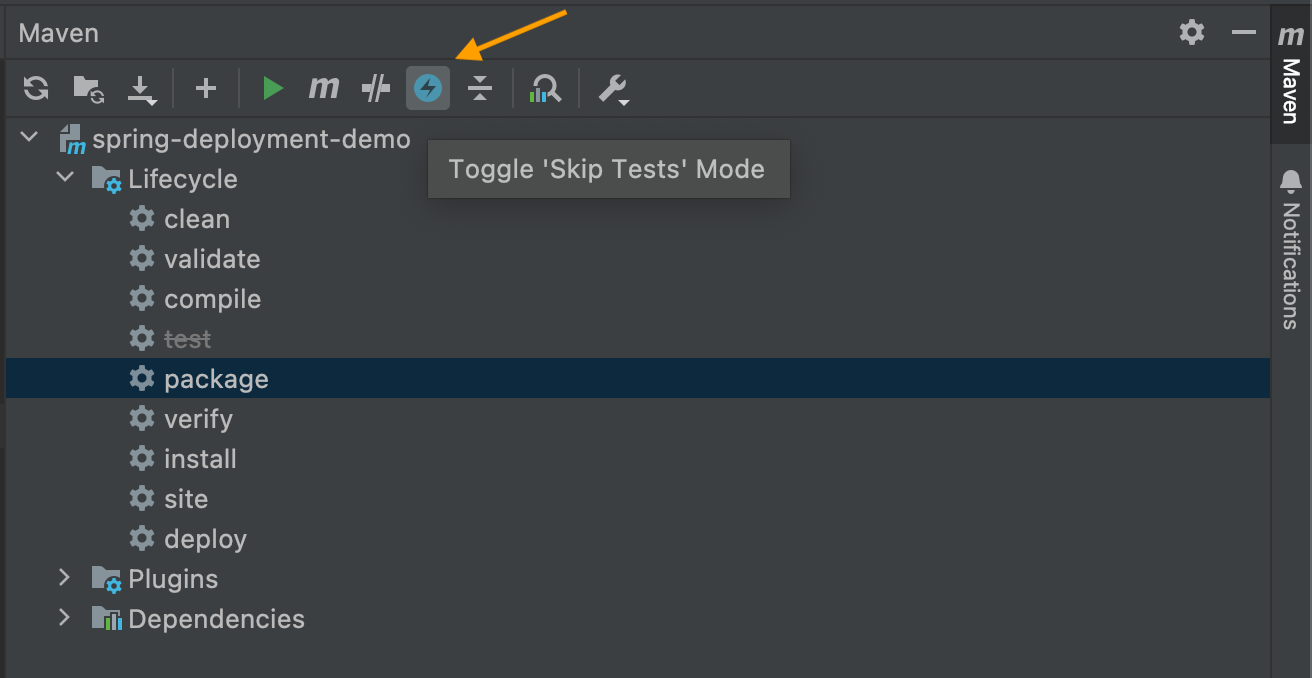 Maven
m
spring-deployment-demo
Toggle 'Skip Tests' Mode
Lifecycle
clean
validate
compile
test
package
verify
install
site
deploy
Plugins
Dependencies
m
Maven
Notifications